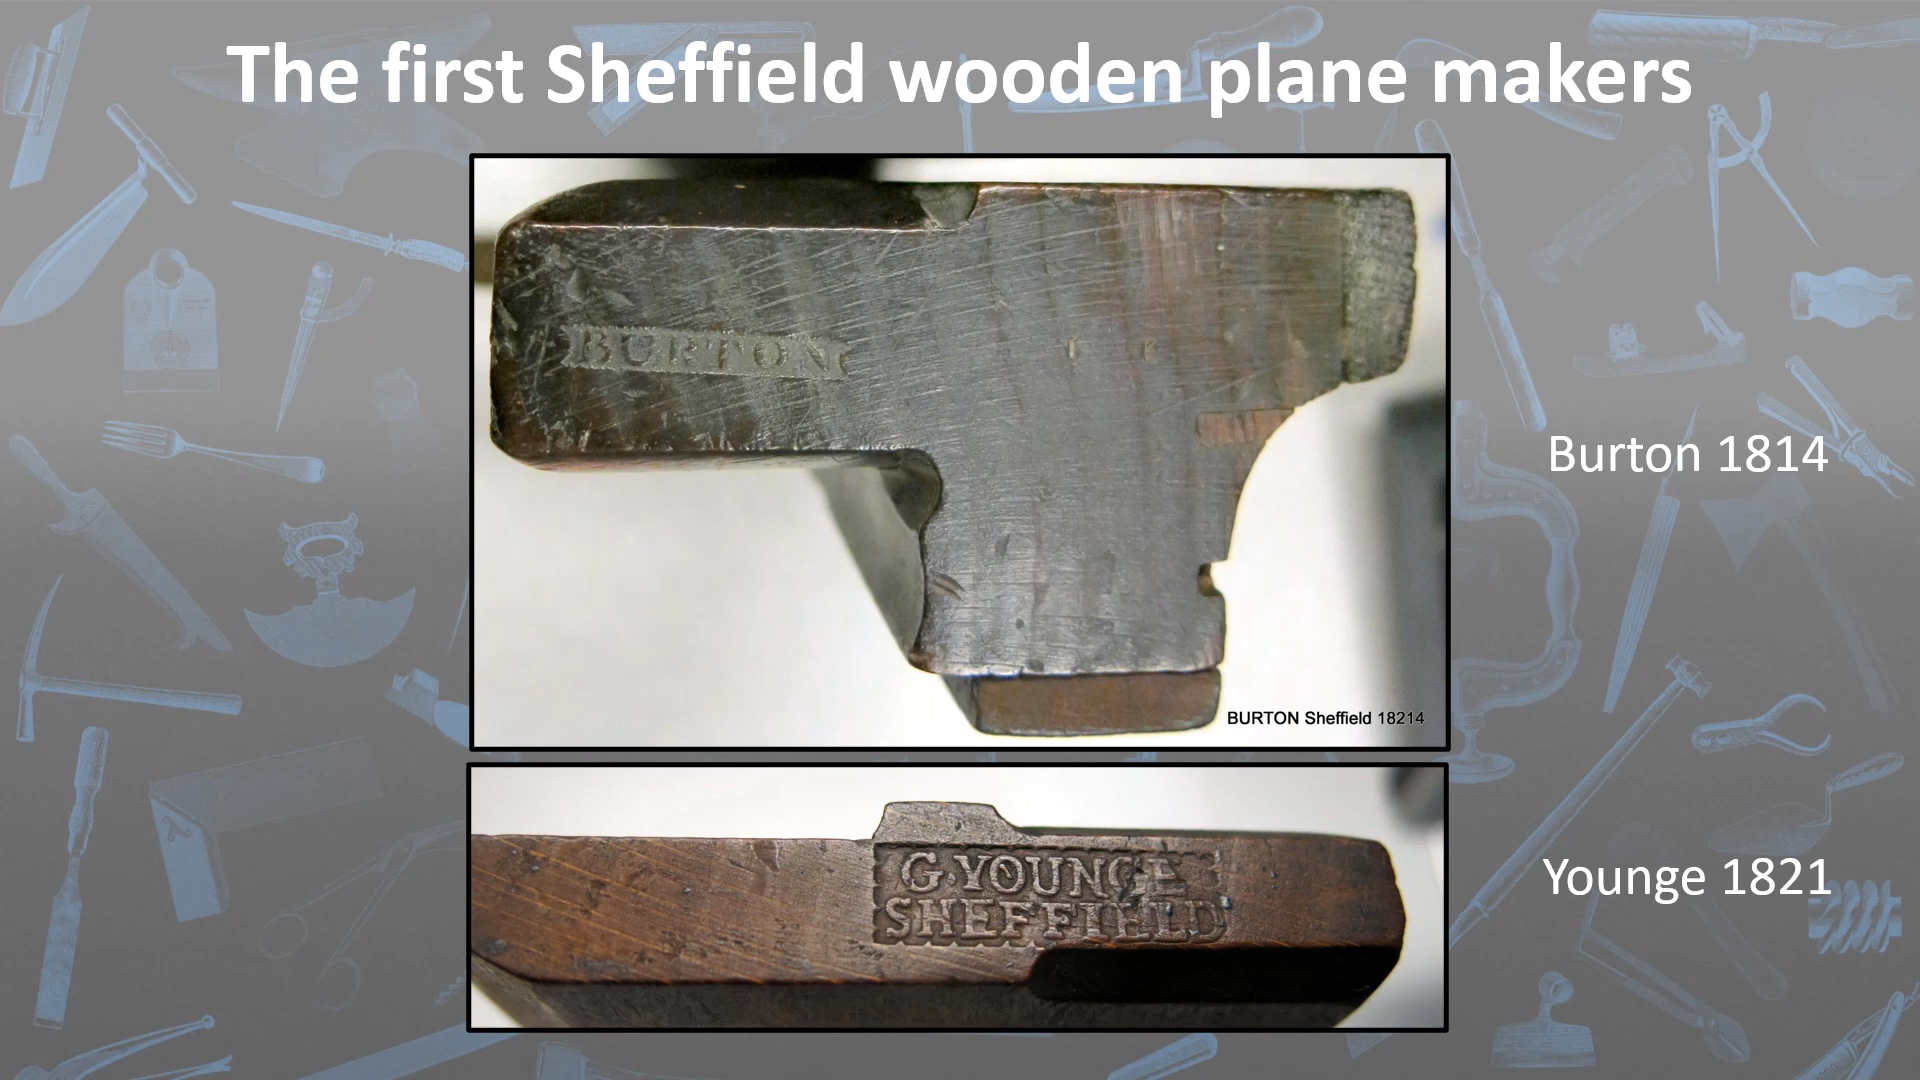 The first Sheffield wooden plane makers
BURTON
BURTON Sheffield 18214
Burton 1814
G·YOUNGE
SHEFFIELD
Younge 1821